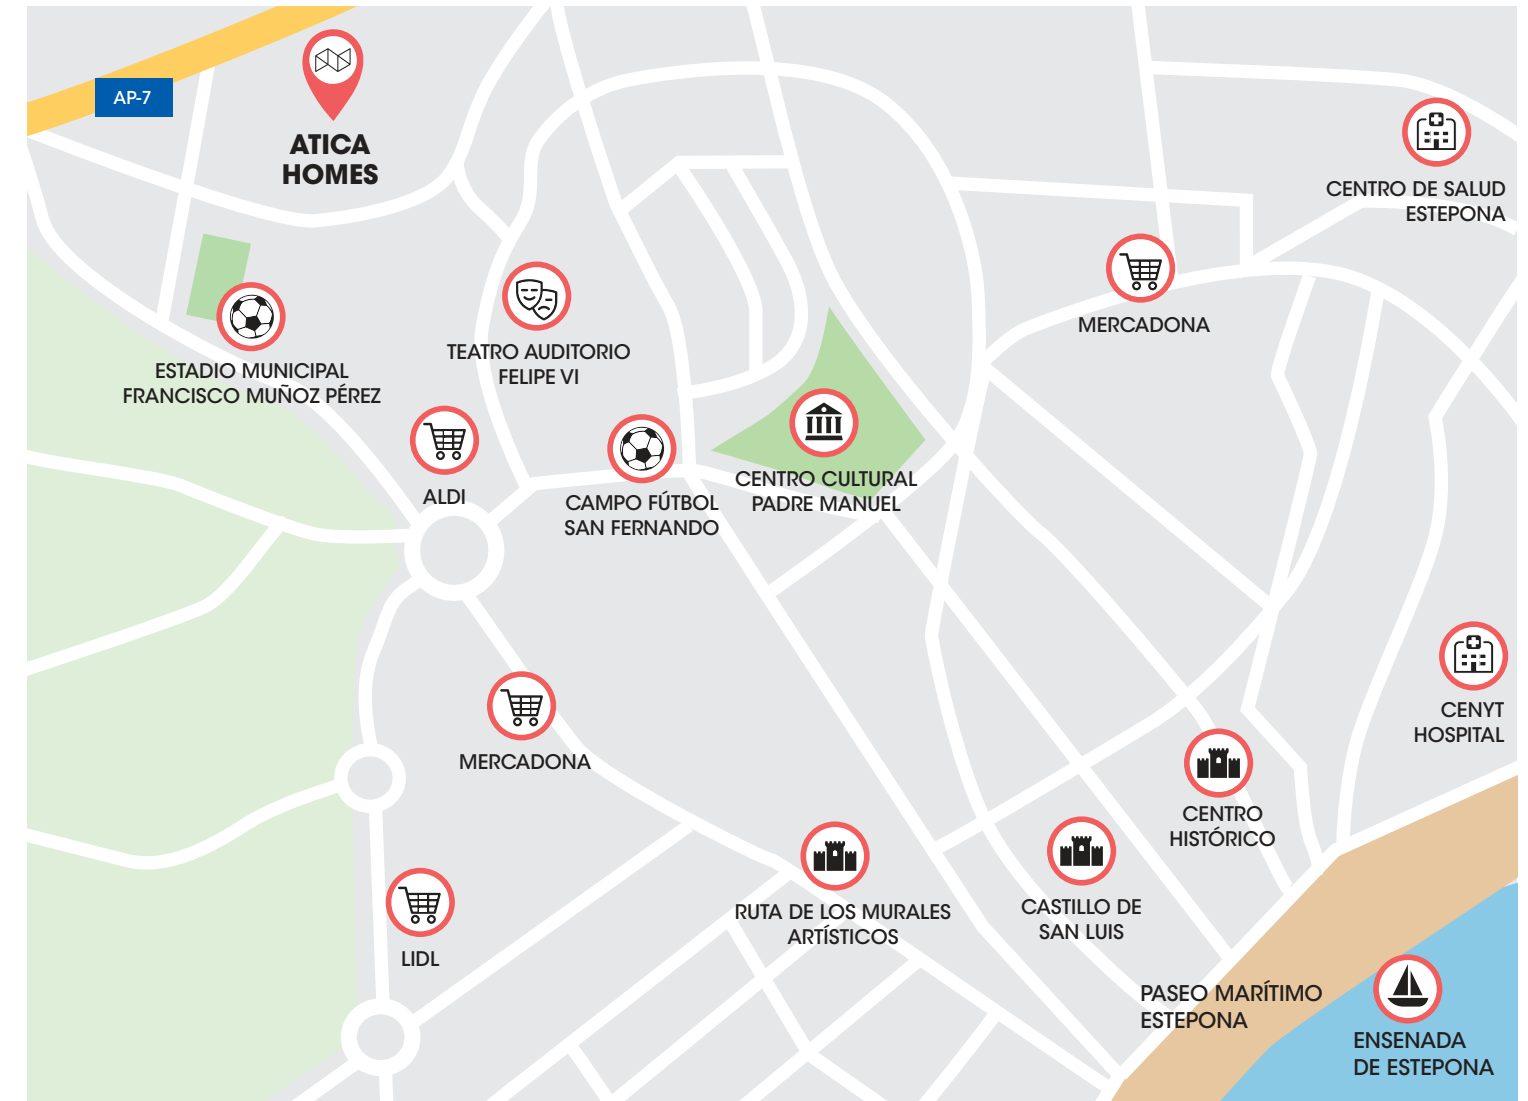 AP-7
ATICA
HOMES
CENTRO DE SALUD
ESTEPONA
MERCADONA
TEATRO AUDITORIO
FELIPE VI
ESTADIO MUNICIPAL
FRANCISCO MUÑOZ PÉREZ
ALDI
CAMPO FÚTBOL
SAN FERNANDO
CENTRO CULTURAL
PADRE MANUEL
CENYT
HOSPITAL
MERCADONA
CENTRO
HISTÓRICO
RUTA DE LOS MURALES
ARTÍSTICOS
CASTILLO DE
SAN LUIS
LIDL
PASEO MARÍTIMO
ESTEPONA
ENSENADA
DE ESTEPONA